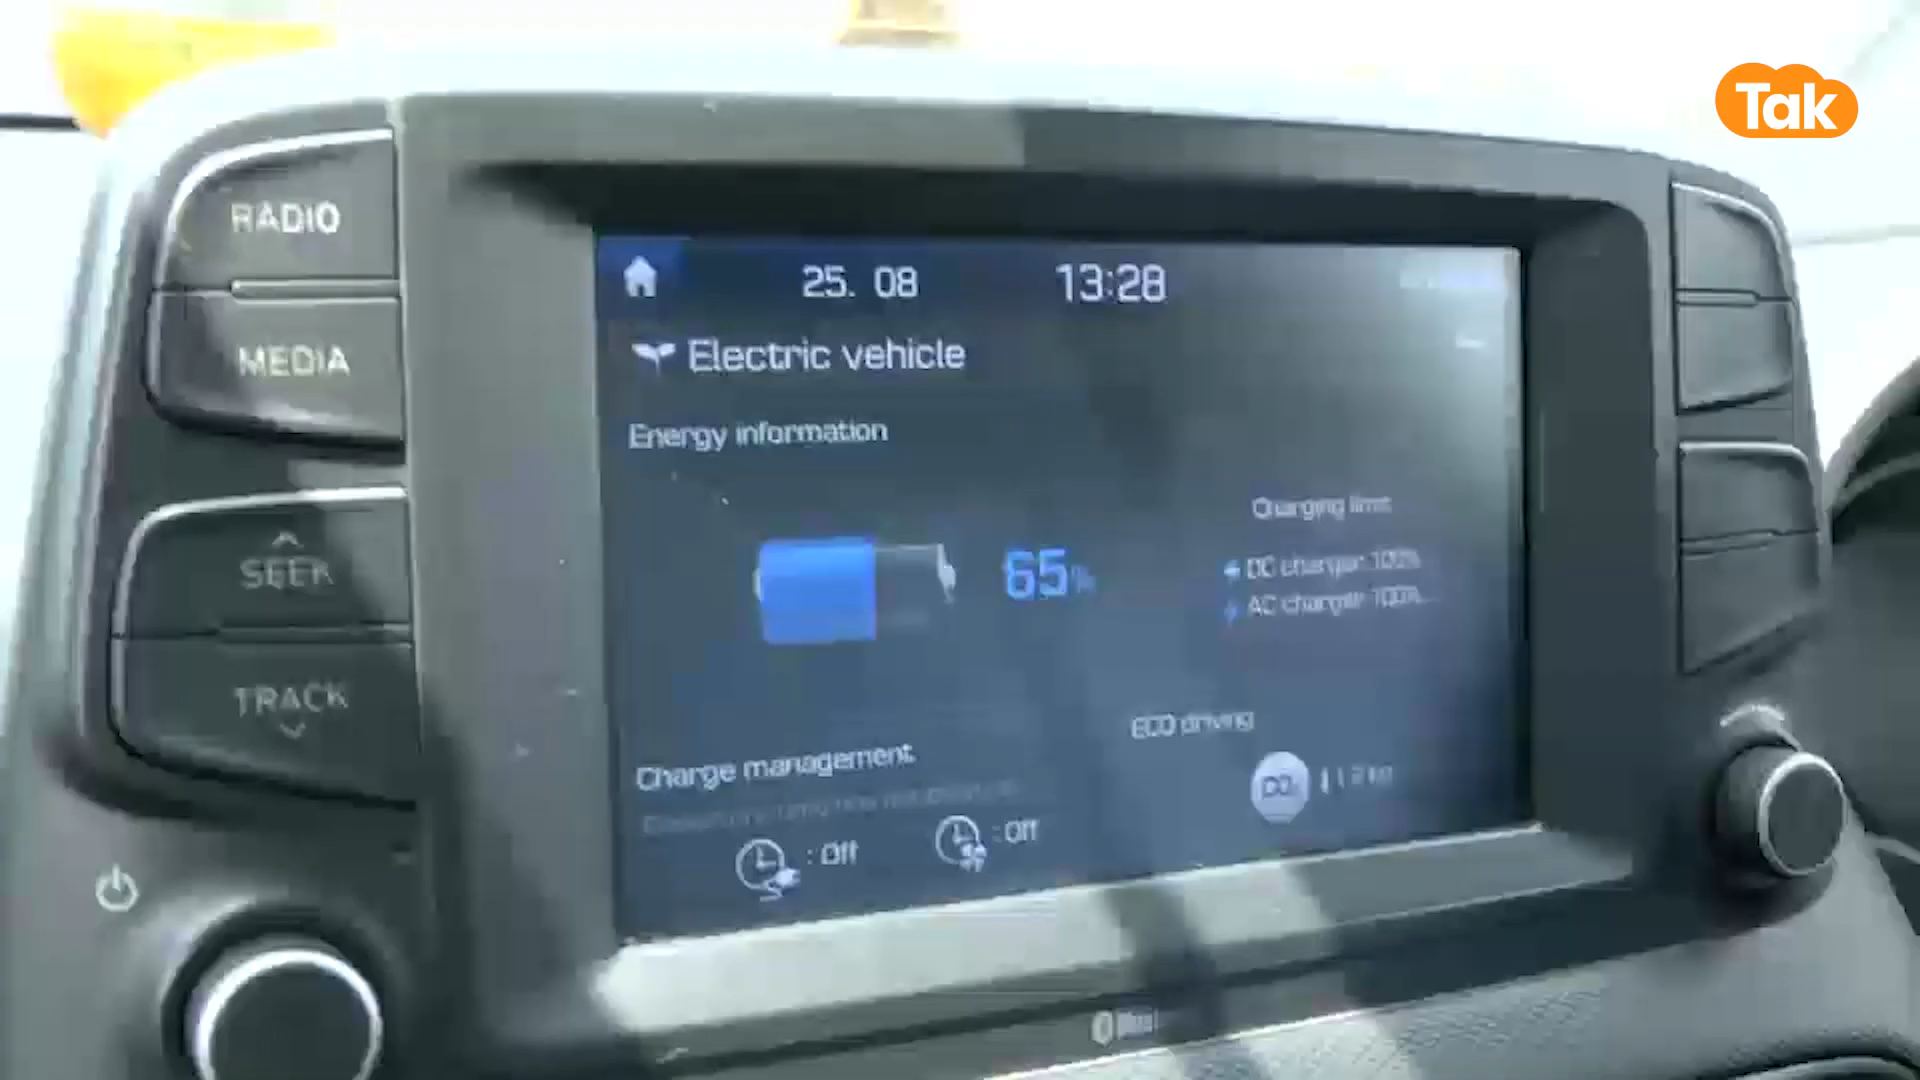 Tak
RADIO
MEDIA
SEEK
TRACK
25. 08 13:28
Electric vehicle
Energy information
65%
Charging limit
DC charger: 100%
AC charger: 100%
ECO driving
CO₂
Charge management
: Off : Off